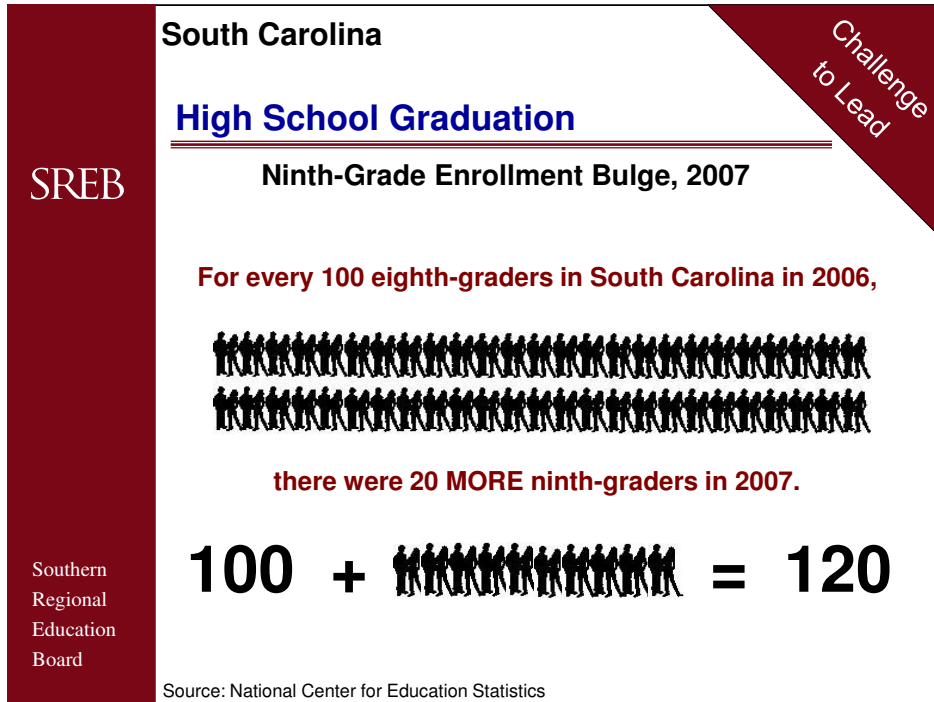 South Carolina
Challenge
to Lead
High School Graduation
SREB
Ninth-Grade Enrollment Bulge, 2007
For every 100 eighth-graders in South Carolina in 2006,
there were 20 MORE ninth-graders in 2007.
100 + = 120
Southern
Regional
Education
Board
Source: National Center for Education Statistics